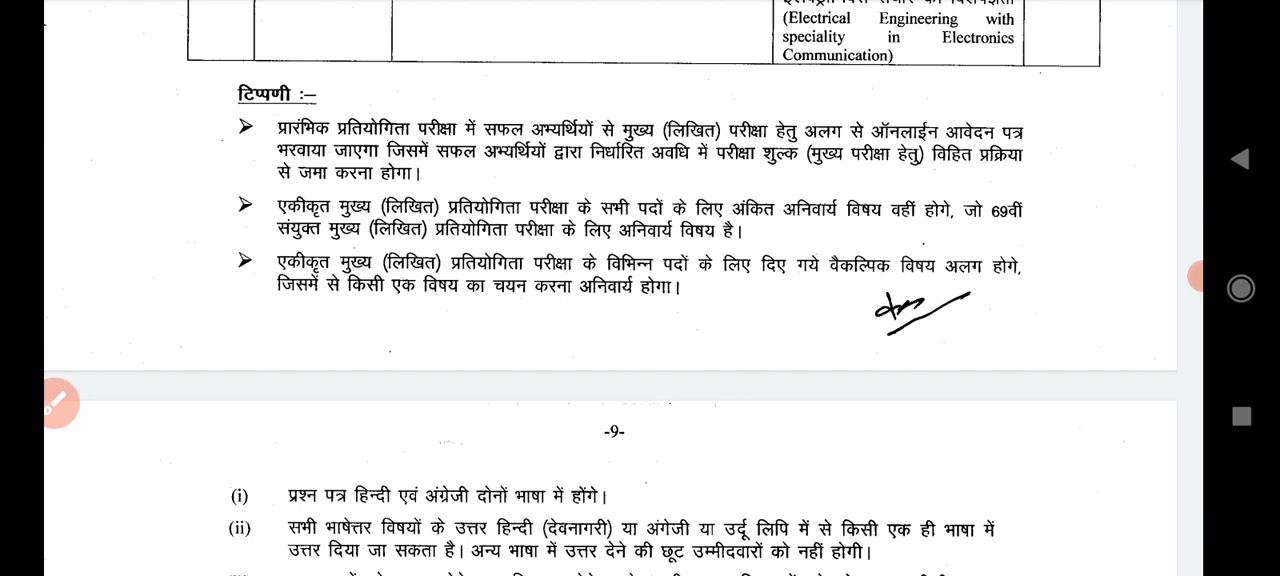 (Electrical Engineering with
speciality in Electronics
Communication)
टिप्पणी :–
➢ प्रारंभिक प्रतियोगिता परीक्षा में सफल अभ्यर्थियों से मुख्य (लिखित) परीक्षा हेतु अलग से ऑनलाईन आवेदन पत्र
भरवाया जाएगा जिसमें सफल अभ्यर्थियों द्वारा निर्धारित अवधि में परीक्षा शुल्क (मुख्य परीक्षा हेतु) विहित प्रक्रिया
से जमा करना होगा।
➢ एकीकृत मुख्य (लिखित) प्रतियोगिता परीक्षा के सभी पदों के लिए अंकित अनिवार्य विषय वहीं होगे, जो 69वीं
संयुक्त मुख्य (लिखित) प्रतियोगिता परीक्षा के लिए अनिवार्य विषय है।
➢ एकीकृत मुख्य (लिखित) प्रतियोगिता परीक्षा के विभिन्न पदों के लिए दिए गये वैकल्पिक विषय अलग होगे,
जिसमें से किसी एक विषय का चयन करना अनिवार्य होगा।
-9-
(i) प्रश्न पत्र हिन्दी एवं अंग्रेजी दोनों भाषा में होंगे।
(ii) सभी भाषेत्तर विषयों के उत्तर हिन्दी (देवनागरी) या अंगेजी या उर्दू लिपि में से किसी एक ही भाषा में
उत्तर दिया जा सकता है। अन्य भाषा में उत्तर देने की छूट उम्मीदवारों को नहीं होगी।